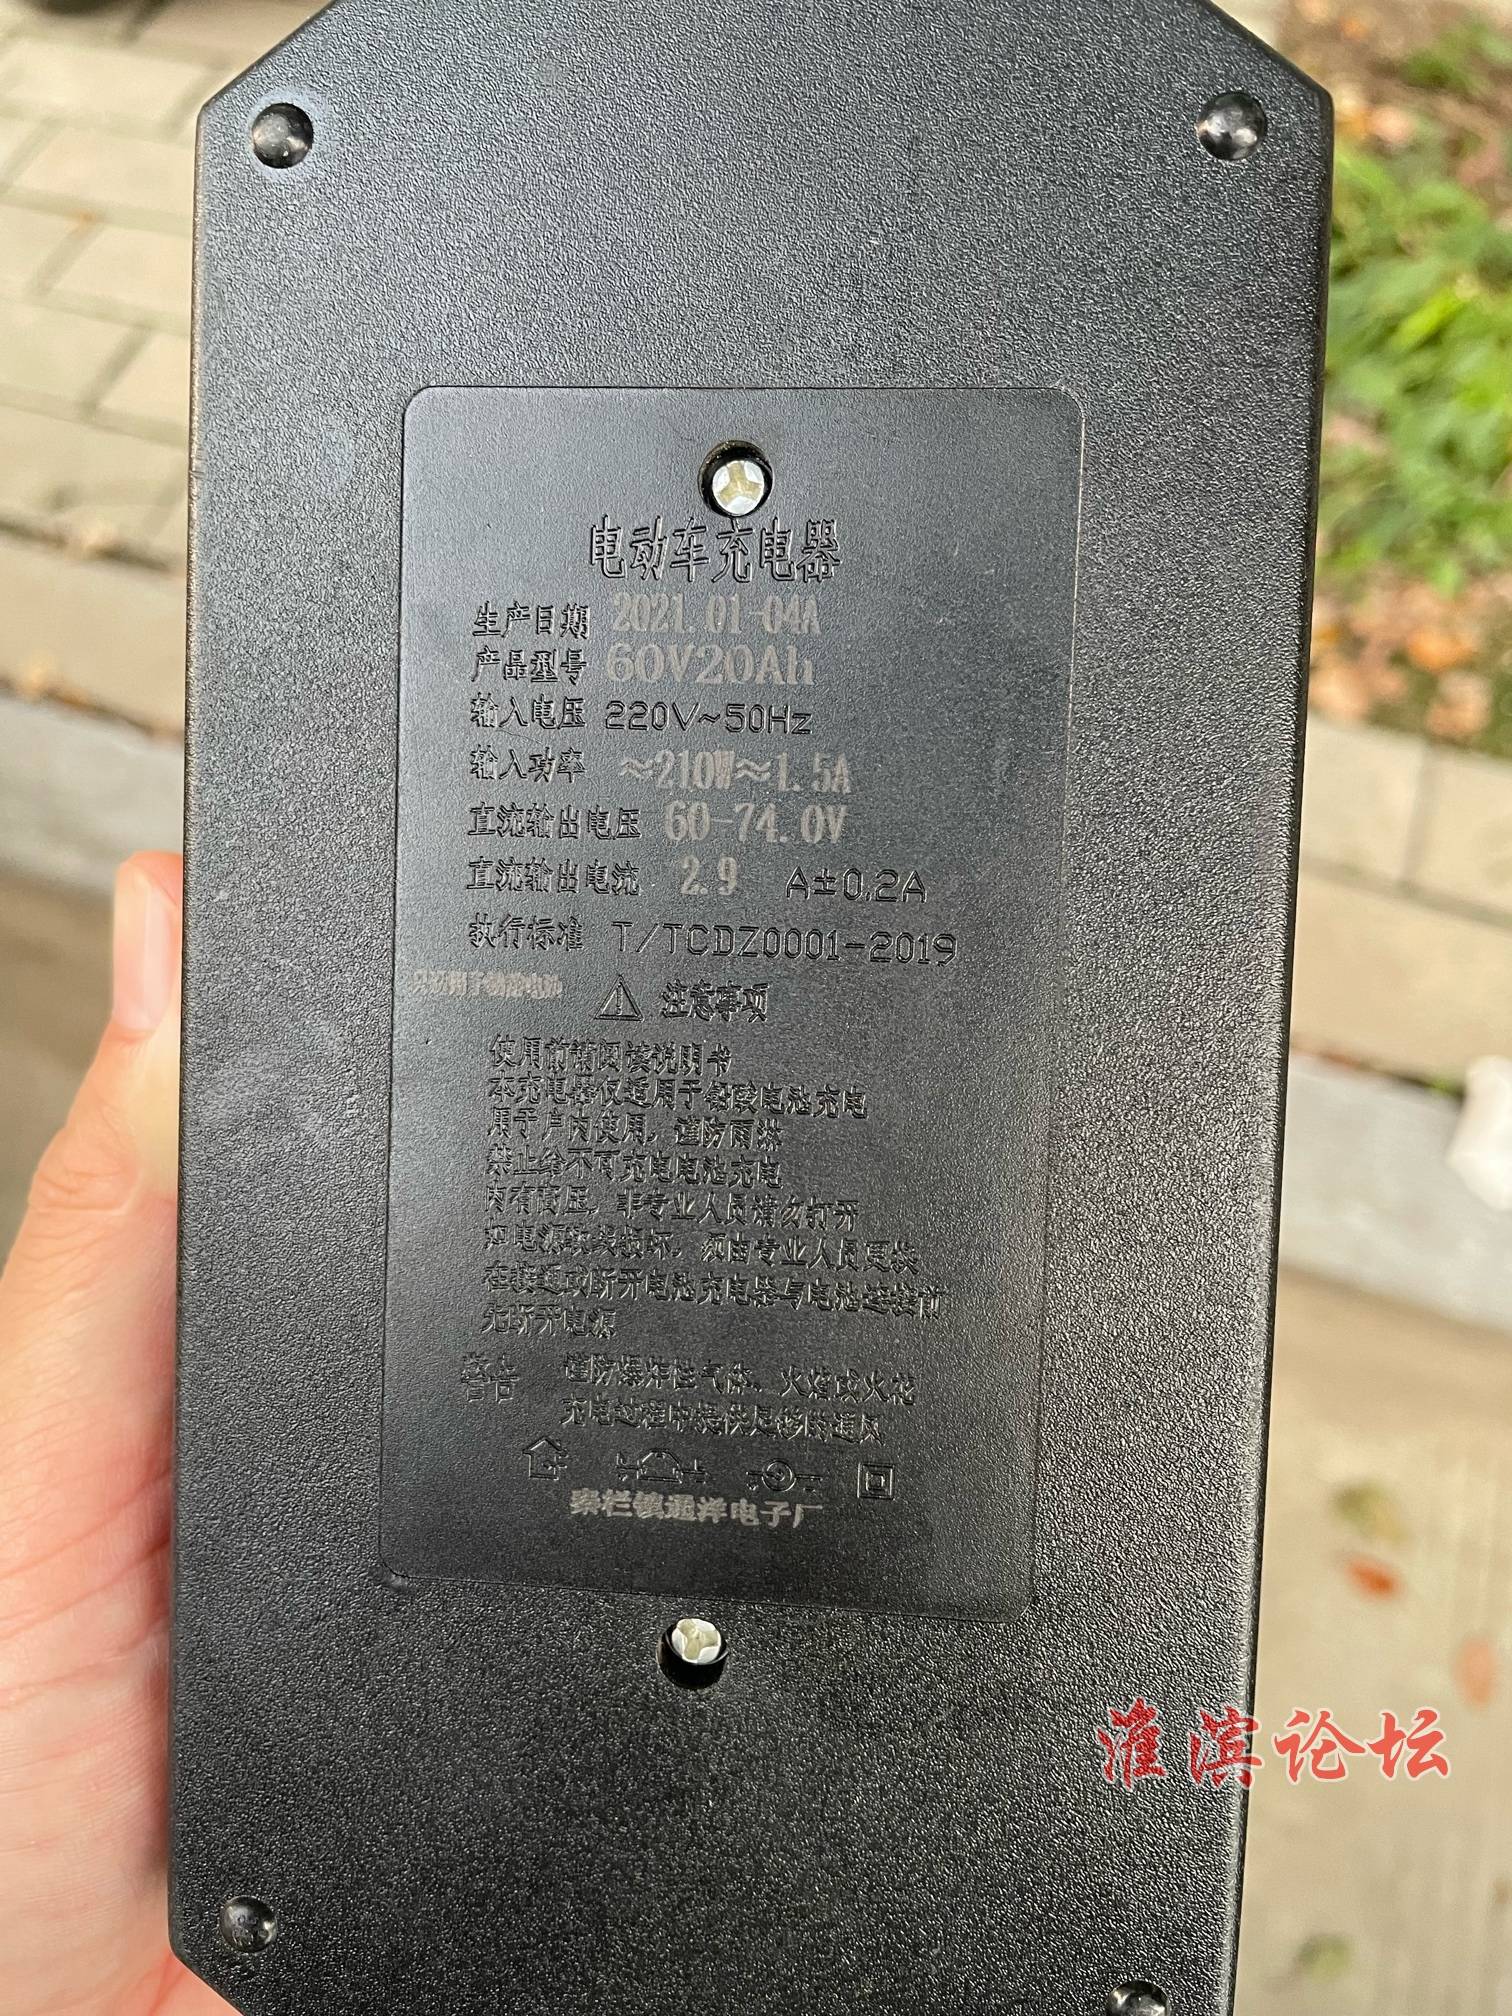 电动车充电器
生产日期 2021.01-04A
产品型号 60V20Ah
输入电压 220V~50Hz
输入功率 ≈210W≈1.5A
直流输出电压 60-74.0V
直流输出电流 2.9 A±0.2A
执行标准 T/TCDZ0001-2019
注意事项
使用前请阅读说明书
本充电器仅适用于铅酸电池充电
用于户内使用，谨防雨淋
禁止给不可充电电池充电
内有高压，非专业人员请勿打开
如电源软线损坏，须由专业人员更换
在接通或断开电池充电器与电池连接前
先断开电源
警告 谨防爆炸性气体、火焰或火花
充电过程中提供足够的通风
秦栏镇通洋电子厂
淮滨论坛